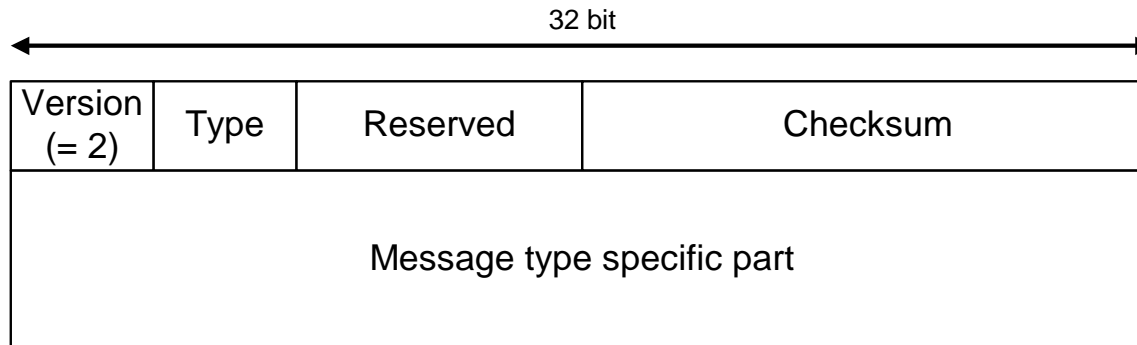 32 bit
Version
(= 2)
Type
Reserved
Checksum
Message type specific part